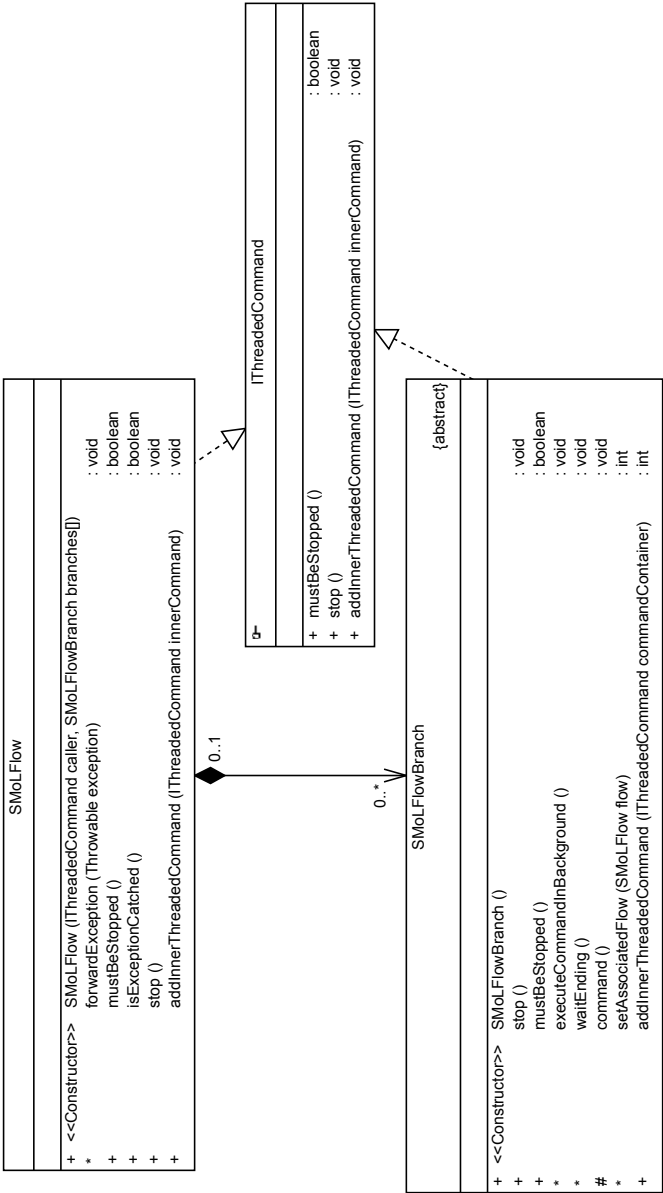 SMoLFlow
+ <<Constructor>> SMoLFlow (IThreadedCommand caller, SMoLFlowBranch branches[])
* forwardException (Throwable exception) : void
+ mustBeStopped () : boolean
+ isExceptionCatched () : boolean
+ stop () : void
+ addInnerThreadedCommand (IThreadedCommand innerCommand) : void
0..1
0..*
IThreadedCommand
+ mustBeStopped () : boolean
+ stop () : void
+ addInnerThreadedCommand (IThreadedCommand innerCommand) : void
SMoLFlowBranch
{abstract}
+ <<Constructor>> SMoLFlowBranch ()
+ stop () : void
+ mustBeStopped () : boolean
* executeCommandInBackground () : void
* waitEnding () : void
# command () : void
* setAssociatedFlow (SMoLFlow flow) : int
+ addInnerThreadedCommand (IThreadedCommand commandContainer) : int